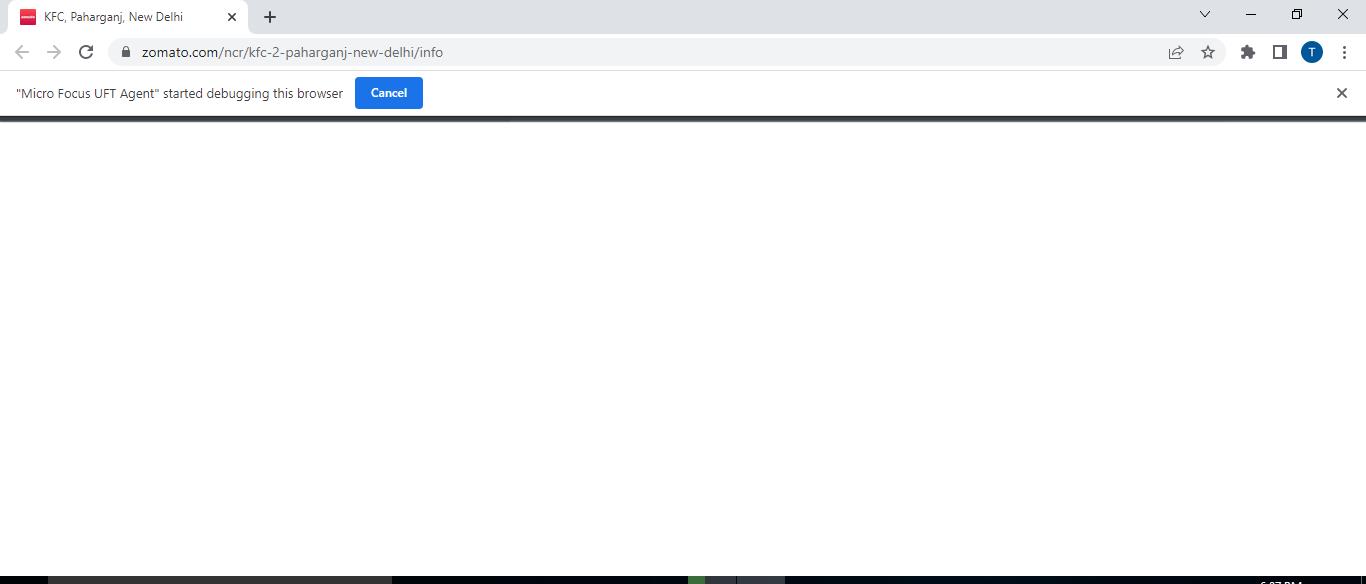 KFC, Paharganj, New Delhi
zomato.com/ncr/kfc-2-paharganj-new-delhi/info
T
"Micro Focus UFT Agent" started debugging this browser
Cancel